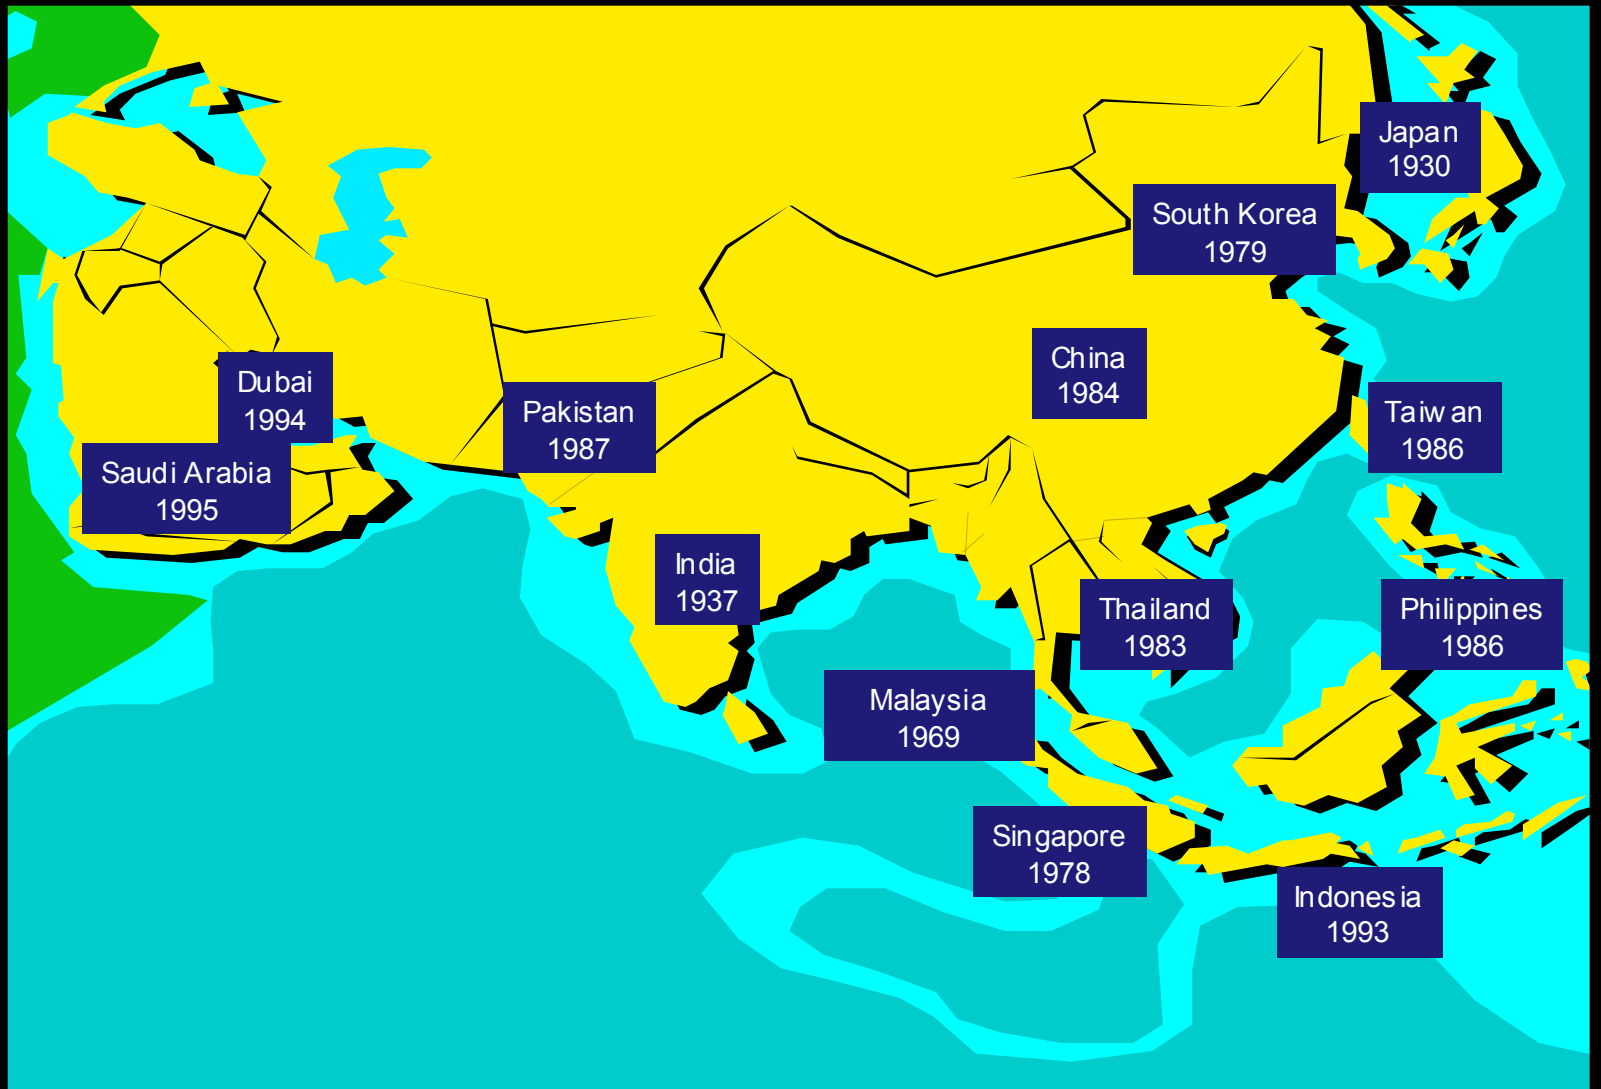 Japan
1930
South Korea
1979
China
1984
Dubai
1994
Pakistan
1987
Taiwan
1986
Saudi Arabia
1995
India
1937
Thailand
1983
Philippines
1986
Malaysia
1969
Singapore
1978
Indonesia
1993